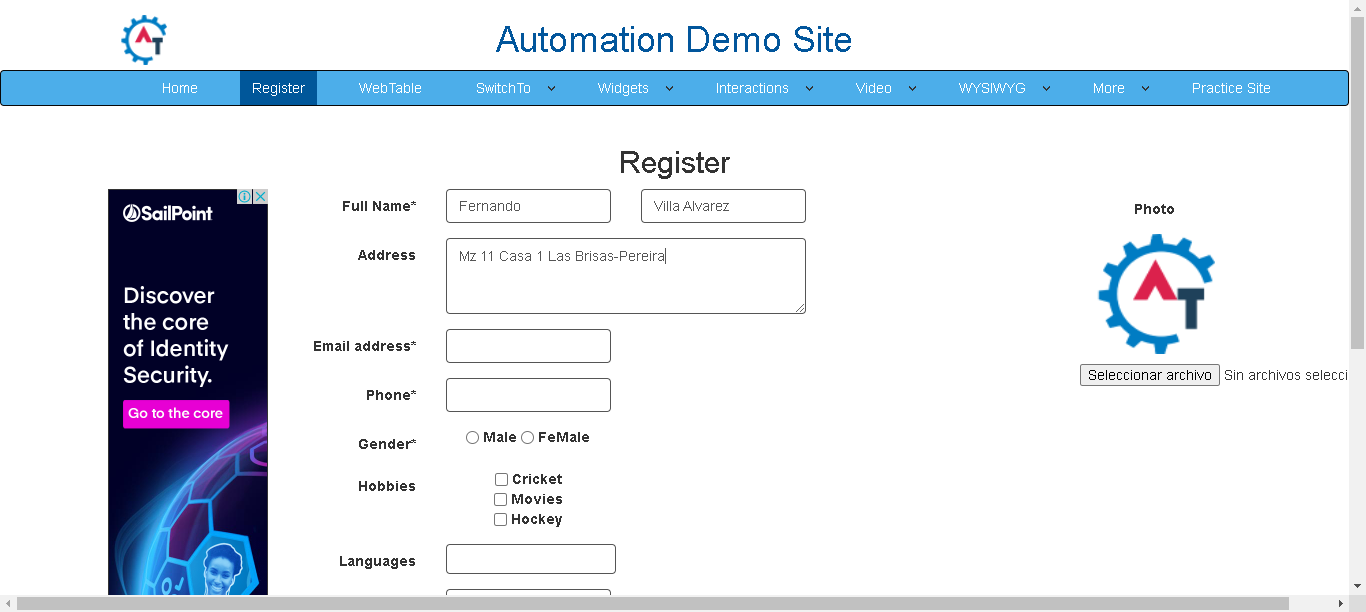 Automation Demo Site
Home Register WebTable SwitchTo Widgets Interactions Video WYSIWYG More Practice Site
Register
SailPoint
Discover
the core
of Identity
Security.
Go to the core
Full Name* Fernando Villa Alvarez
Address Mz 11 Casa 1 Las Brisas-Pereira
Email address*
Phone*
Gender* Male FeMale
Hobbies Cricket
Movies
Hockey
Languages
Photo
AT
Seleccionar archivo Sin archivos selecci